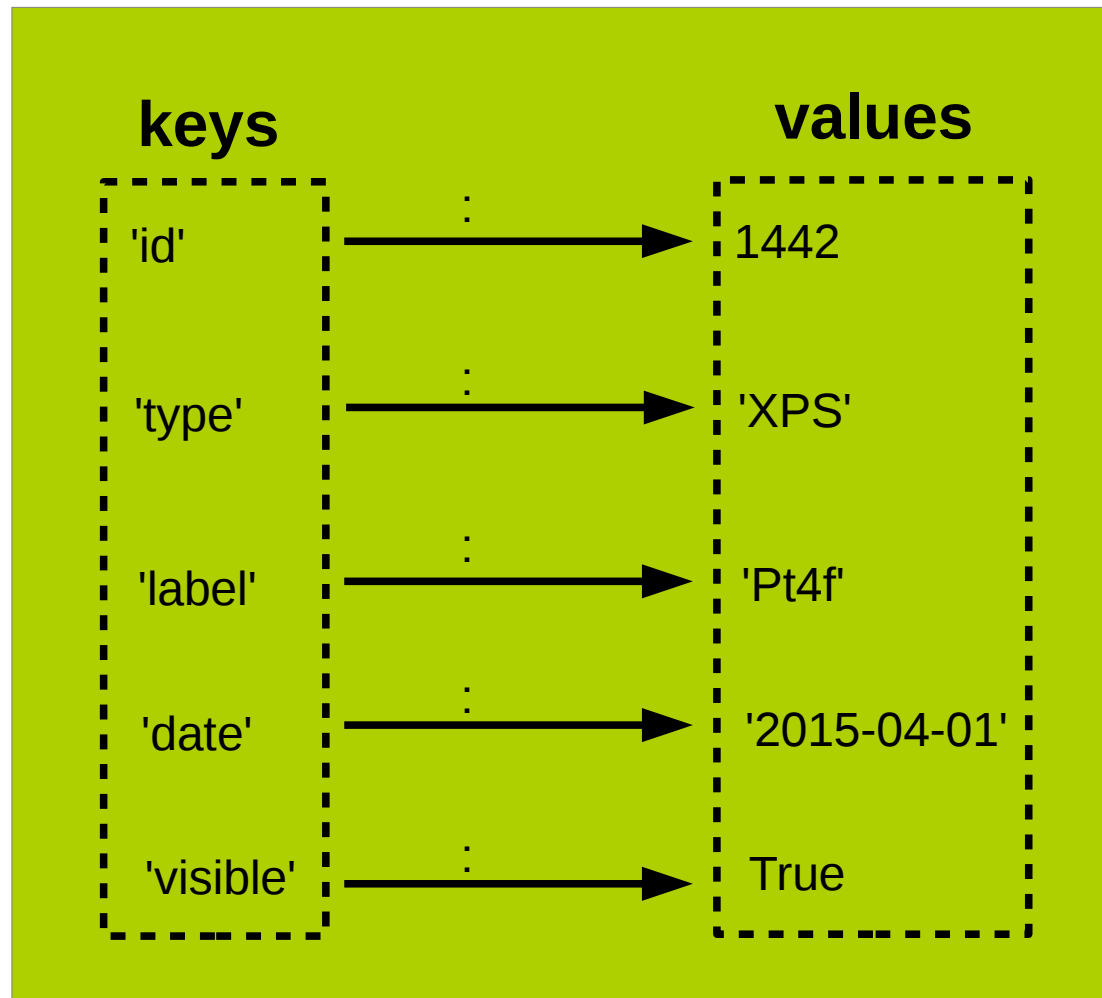 keys values
'id' : 1442
'type' : 'XPS'
'label' : 'Pt4f'
'date' : '2015-04-01'
'visible' : True